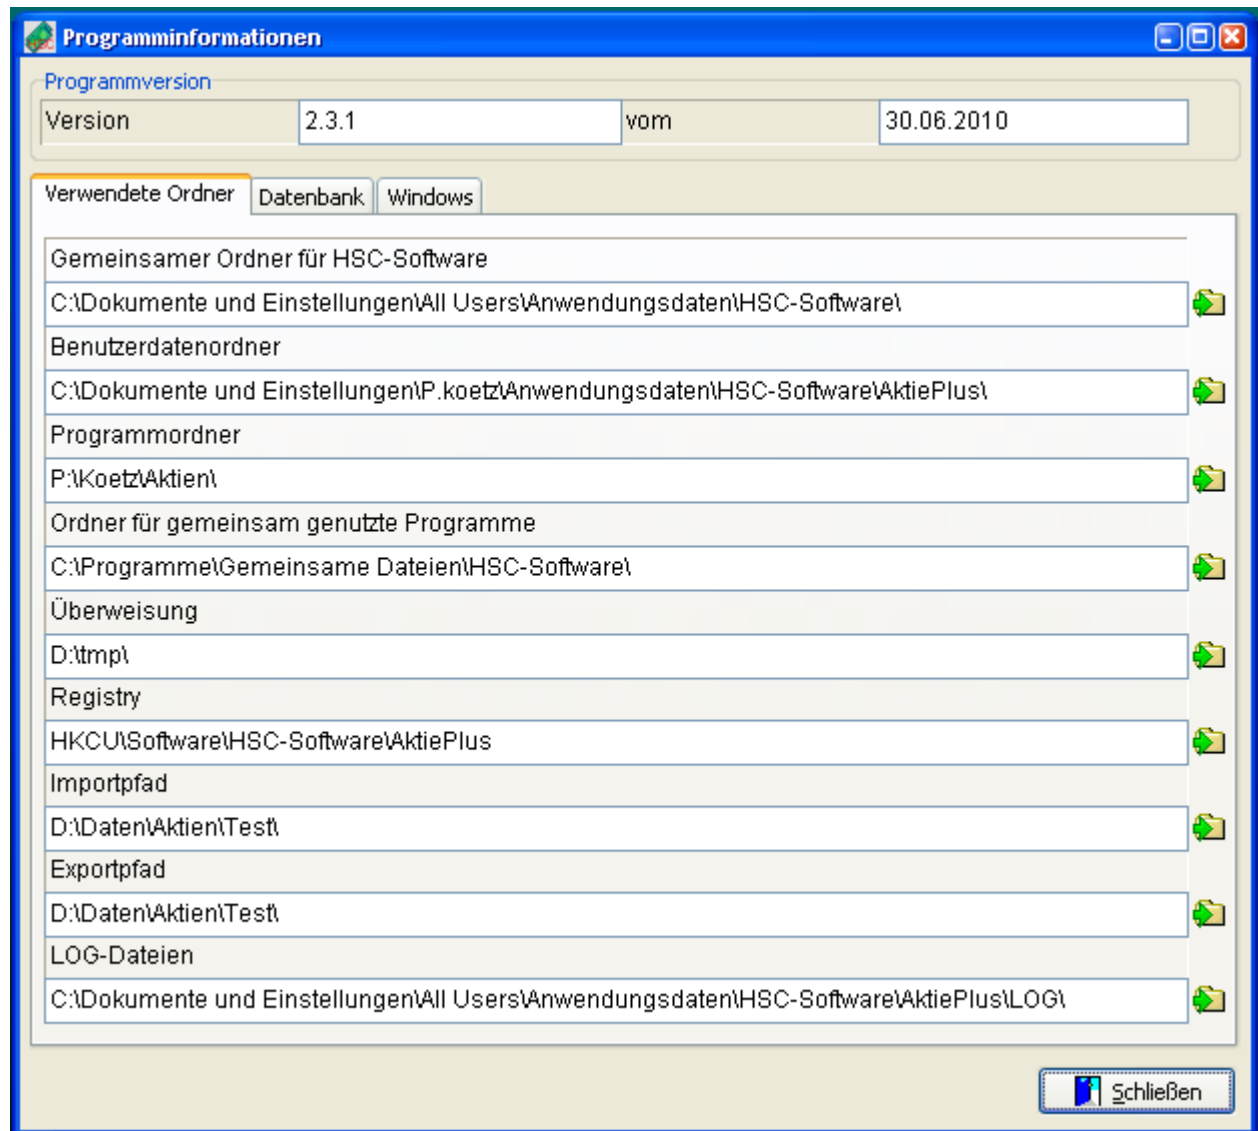 Programminformationen
Programmversion
Version 2.3.1 vom 30.06.2010
Verwendete Ordner Datenbank Windows
Gemeinsamer Ordner für HSC-Software
C:\Dokumente und Einstellungen\All Users\Anwendungsdaten\HSC-Software\
Benutzerdatenordner
C:\Dokumente und Einstellungen\P.koetz\Anwendungsdaten\HSC-Software\AktiePlus\
Programmordner
P:\Koetz\Aktien\
Ordner für gemeinsam genutzte Programme
C:\Programme\Gemeinsame Dateien\HSC-Software\
Überweisung
D:\tmp\
Registry
HKCU\Software\HSC-Software\AktiePlus
Importpfad
D:\Daten\Aktien\Test\
Exportpfad
D:\Daten\Aktien\Test\
LOG-Dateien
C:\Dokumente und Einstellungen\All Users\Anwendungsdaten\HSC-Software\AktiePlus\LOG\
Schließen